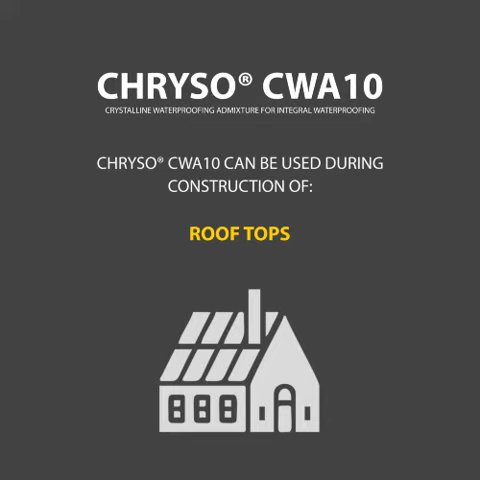 CHRYSO® CWA10
CRYSTALLINE WATERPROOFING ADMIXTURE FOR INTEGRAL WATERPROOFING
CHRYSO® CWA10 CAN BE USED DURING
CONSTRUCTION OF:
ROOF TOPS